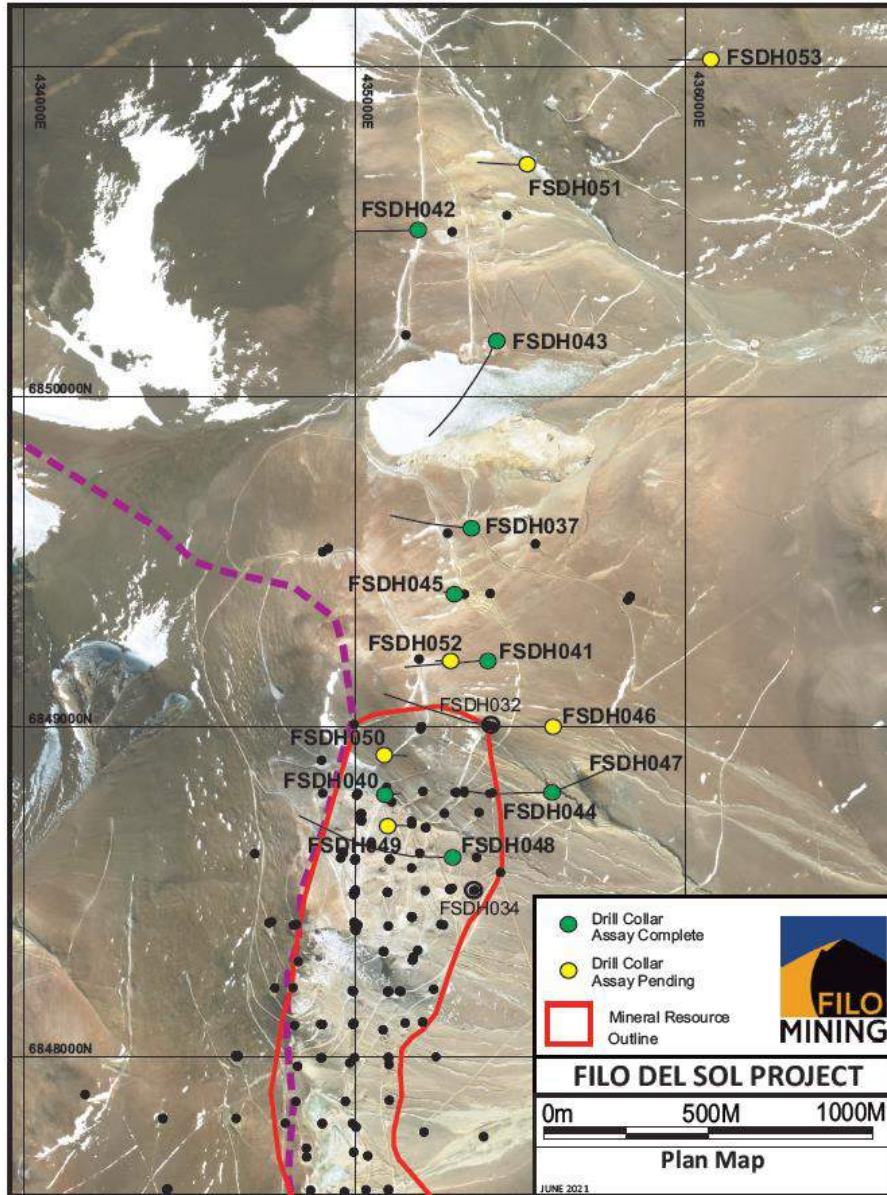 434000E
435000E
436000E
FSDH053
FSDH051
FSDH042
FSDH043
6850000N
FSDH037
FSDH045
FSDH052
FSDH041
FSDH032
6849000N
FSDH046
FSDH050
FSDH047
FSDH040
FSDH044
FSDH049
FSDH048
FSDH034
Drill Collar
Assay Complete
Drill Collar
Assay Pending
Mineral Resource
Outline
FILO
MINING
6848000N
FILO DEL SOL PROJECT
0m 500M 1000M
Plan Map
JUNE 2021